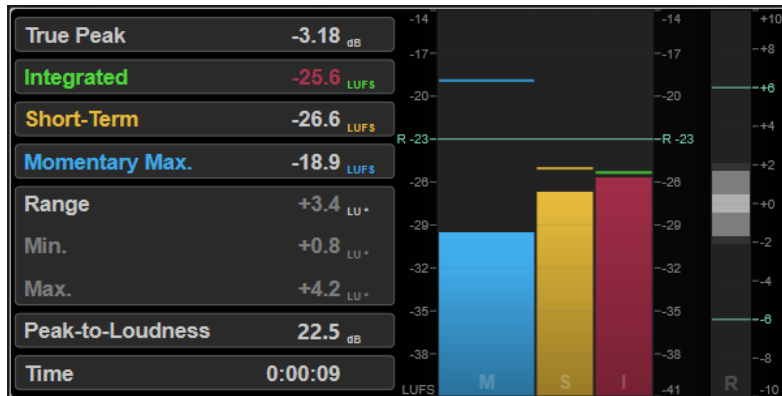 True Peak -3.18 dB
Integrated -25.6 LUFS
Short-Term -26.6 LUFS
Momentary Max. -18.9 LUFS
Range +3.4 LU *
Min. +0.8 LU *
Max. +4.2 LU *
Peak-to-Loudness 22.5 dB
Time 0:00:09
-14
-17
-20
R -23
-26
-29
-32
-35
-38
LUFS
M S I
-14
-17
-20
R -23
-26
-29
-32
-35
-38
-41
R
+10
+8
+6
+4
+2
+0
-2
-4
-6
-8
-10